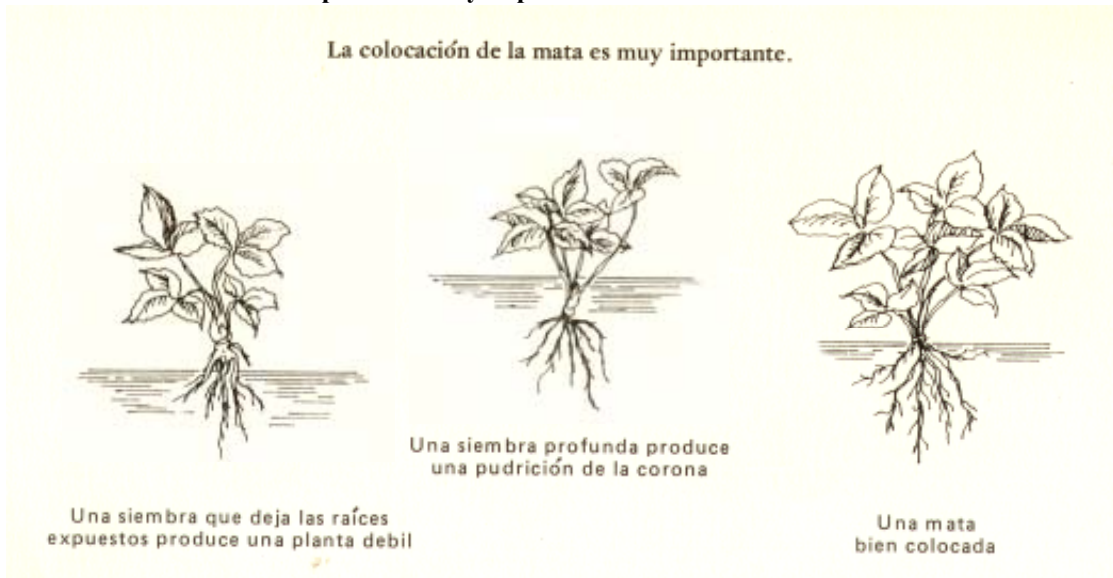 La colocación de la mata es muy importante.
Una siembra profunda produce
una pudrición de la corona
Una siembra que deja las raíces
expuestos produce una planta debil
Una mata
bien colocada